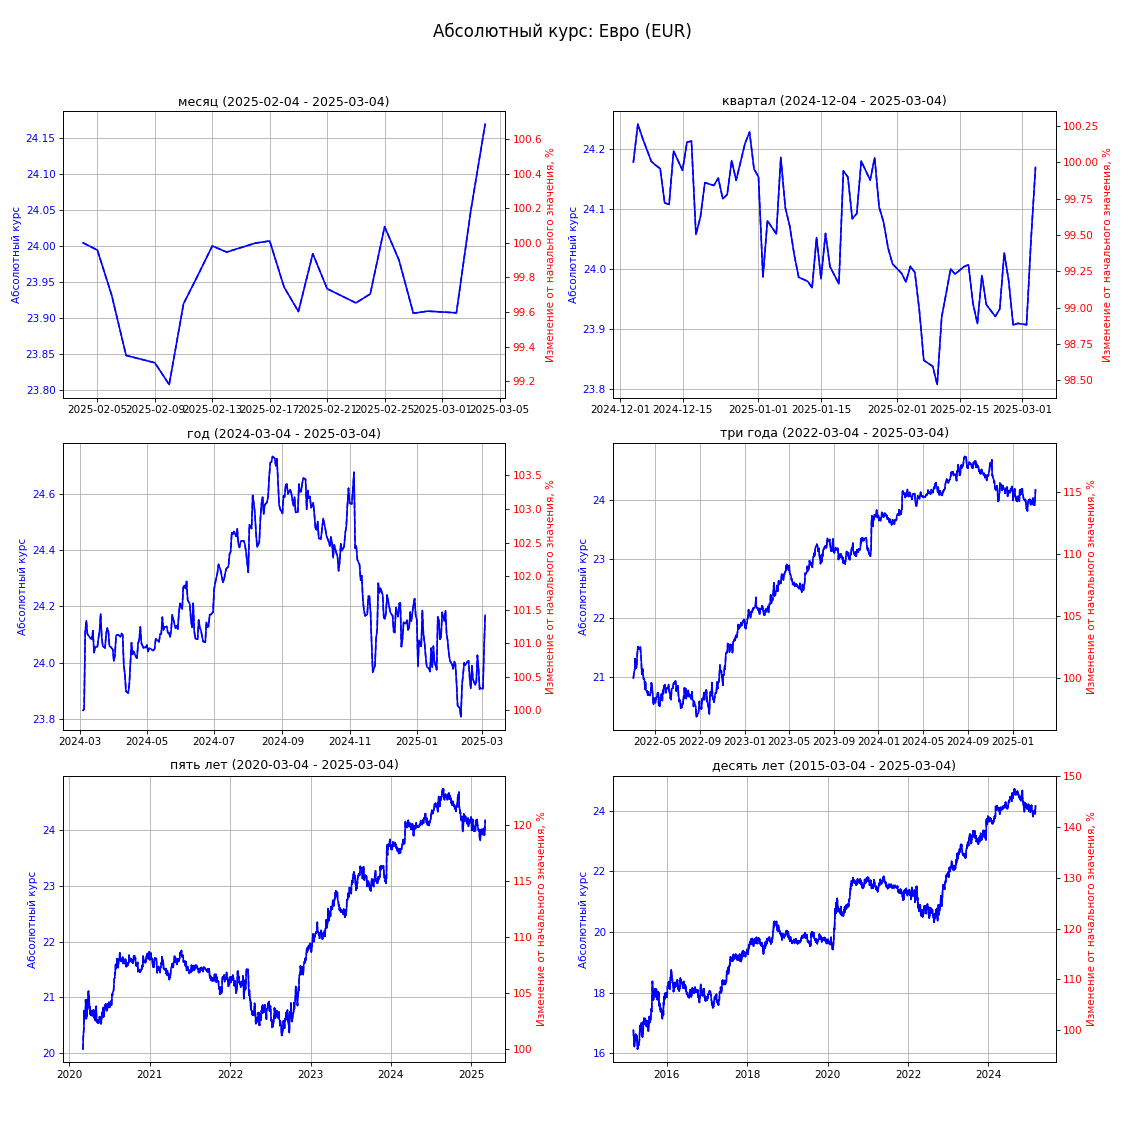 Абсолютный курс: Евро (EUR)
месяц (2025-02-04 - 2025-03-04)
Абсолютный курс
24.15
24.10
24.05
24.00
23.95
23.90
23.85
23.80
2025-02-05 2025-02-09 2025-02-13 2025-02-17 2025-02-21 2025-02-25 2025-03-01 2025-03-05
100.6
100.4
100.2
100.0
99.8
99.6
99.4
99.2
Изменение от начального значения, %
квартал (2024-12-04 - 2025-03-04)
Абсолютный курс
24.2
24.1
24.0
23.9
23.8
2024-12-01 2024-12-15 2025-01-01 2025-01-15 2025-02-01 2025-02-15 2025-03-01
100.25
100.00
99.75
99.50
99.25
99.00
98.75
98.50
Изменение от начального значения, %
год (2024-03-04 - 2025-03-04)
Абсолютный курс
24.6
24.4
24.2
24.0
23.8
2024-03 2024-05 2024-07 2024-09 2024-11 2025-01 2025-03
103.5
103.0
102.5
102.0
101.5
101.0
100.5
100.0
Изменение от начального значения, %
три года (2022-03-04 - 2025-03-04)
Абсолютный курс
24
23
22
21
2022-05 2022-09 2023-01 2023-05 2023-09 2024-01 2024-05 2024-09 2025-01
115
110
105
100
Изменение от начального значения, %
пять лет (2020-03-04 - 2025-03-04)
Абсолютный курс
24
23
22
21
20
2020 2021 2022 2023 2024 2025
120
115
110
105
100
Изменение от начального значения, %
десять лет (2015-03-04 - 2025-03-04)
Абсолютный курс
24
22
20
18
16
2016 2018 2020 2022 2024
150
140
130
120
110
100
Изменение от начального значения, %